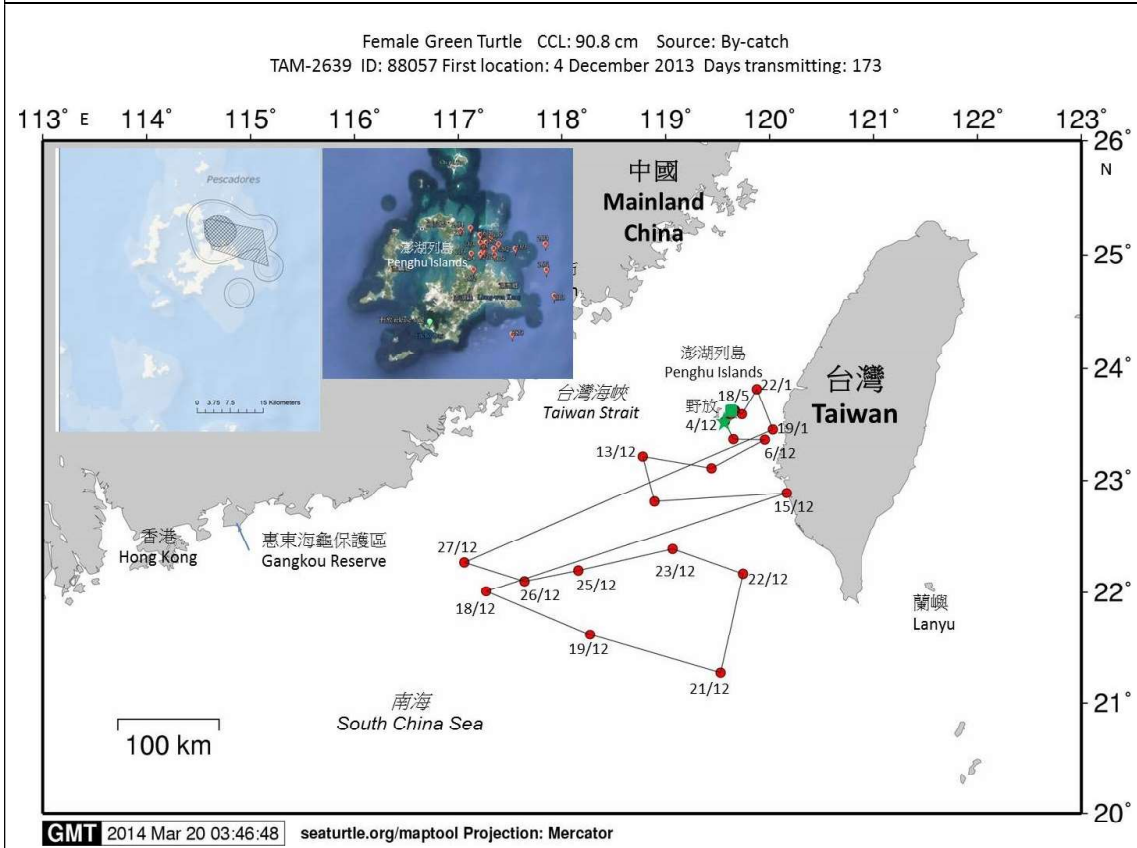 Female Green Turtle CCL: 90.8 cm Source: By-catch
TAM-2639 ID: 88057 First location: 4 December 2013 Days transmitting: 173
113° E 114° 115° 116° 117° 118° 119° 120° 121° 122° 123°
26°
N
25°
24°
23°
22°
21°
20°
Pescadores
0 3.75 7.5 15 Kilometers
澎湖列島
Penghu Islands
中國
Mainland
China
澎湖列島
Penghu Islands
台灣海峽
Taiwan Strait
台灣
Taiwan
野放
4/12
18/5
22/1
19/1
6/12
13/12
15/12
27/12
26/12
25/12
23/12
22/12
18/12
19/12
21/12
香港
Hong Kong
惠東海龜保護區
Gangkou Reserve
蘭嶼
Lanyu
南海
South China Sea
100 km
GMT 2014 Mar 20 03:46:48 seaturtle.org/maptool Projection: Mercator